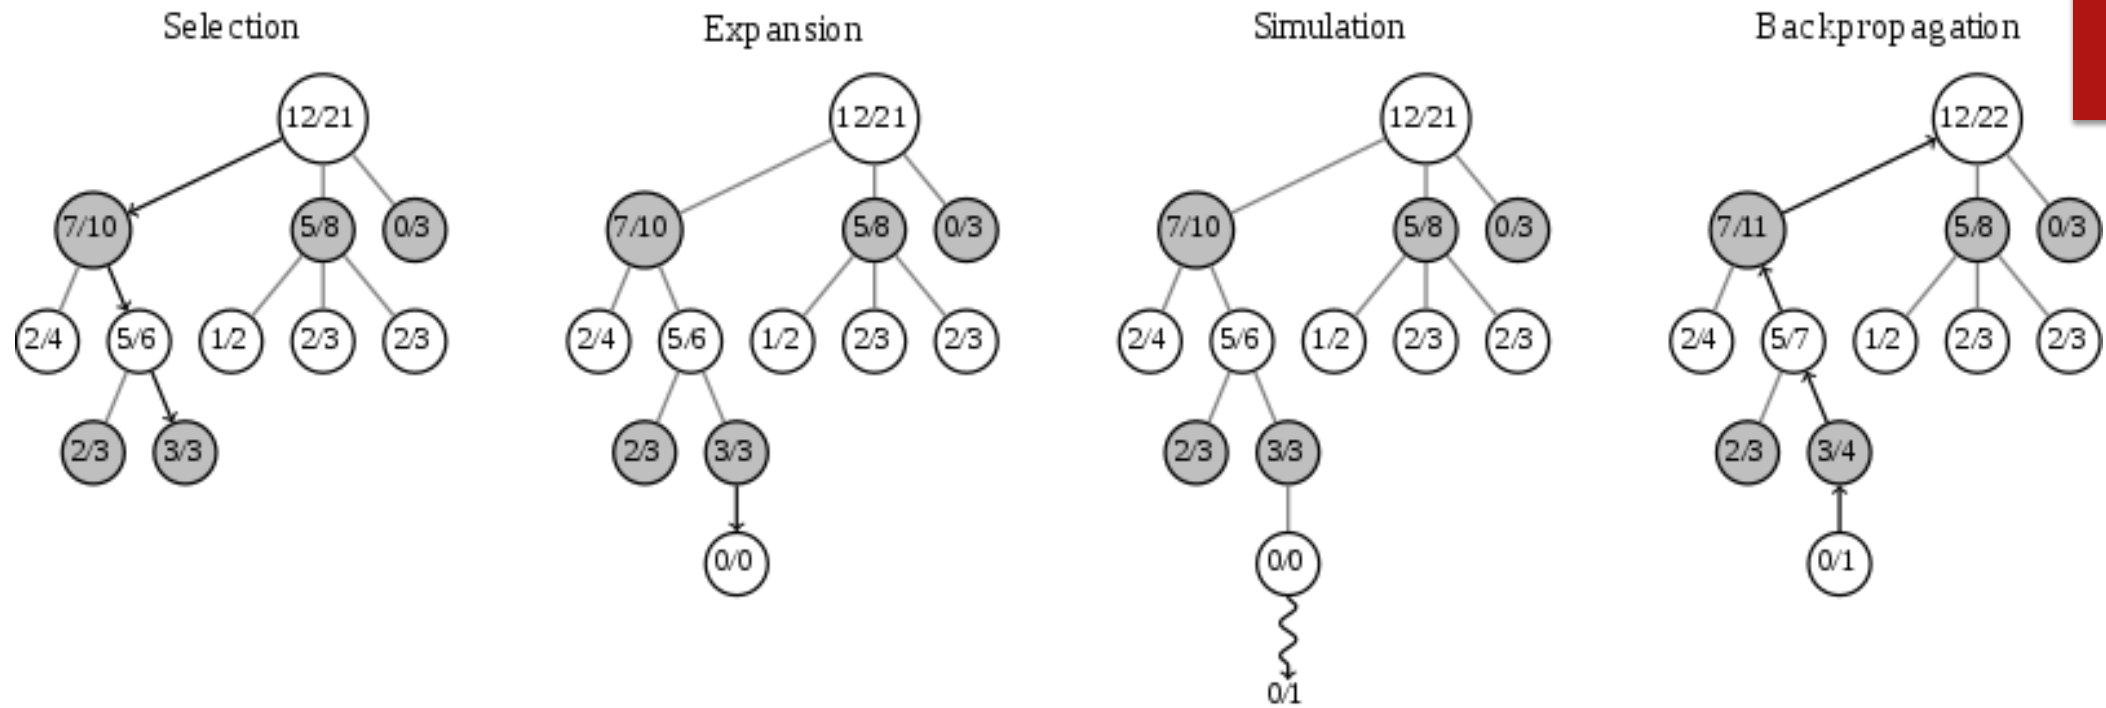 Selection
12/21
7/10 5/8 0/3
2/4 5/6 1/2 2/3 2/3
2/3 3/3
Expansion
12/21
7/10 5/8 0/3
2/4 5/6 1/2 2/3 2/3
2/3 3/3
0/0
Simulation
12/21
7/10 5/8 0/3
2/4 5/6 1/2 2/3 2/3
2/3 3/3
0/0
0/1
Backpropagation
12/22
7/11 5/8 0/3
2/4 5/7 1/2 2/3 2/3
2/3 3/4
0/1